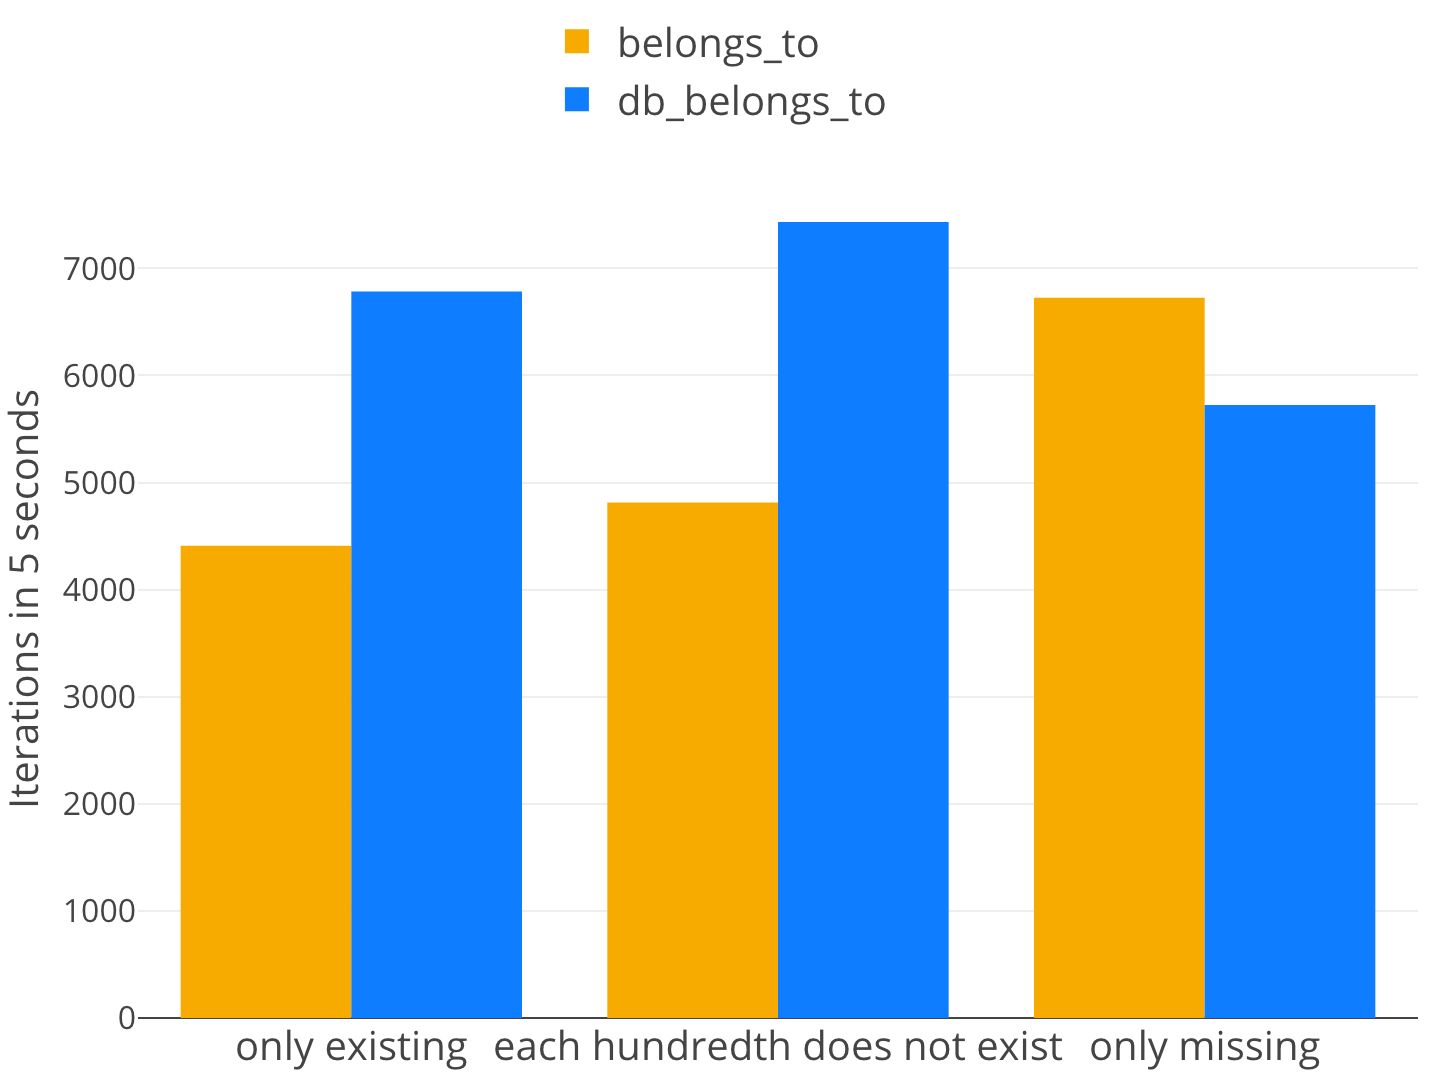 belongs_to
db_belongs_to
Iterations in 5 seconds
7000
6000
5000
4000
3000
2000
1000
0
only existing
each hundredth does not exist
only missing